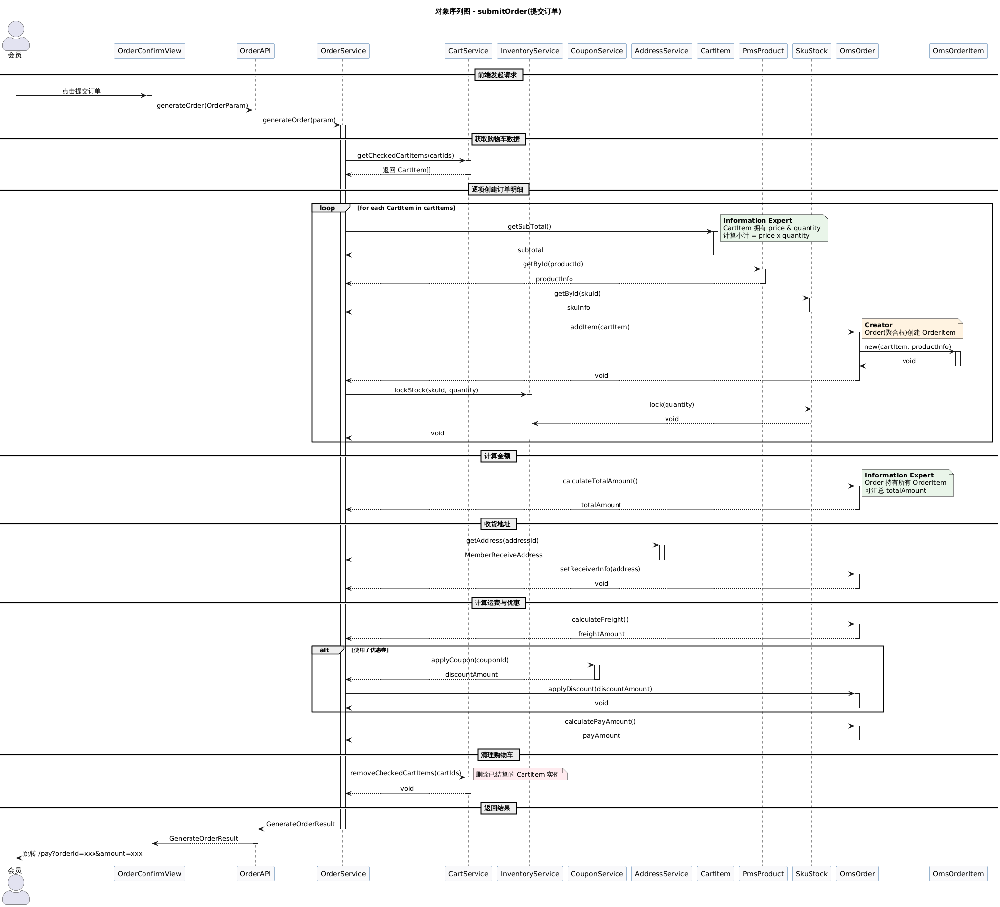 对象序列图 - submitOrder(提交订单)
会员
OrderConfirmView
OrderAPI
OrderService
CartService
InventoryService
CouponService
AddressService
CartItem
PmsProduct
SkuStock
OmsOrder
OmsOrderItem
前端发起请求
点击提交订单
generateOrder(OrderParam)
generateOrder(param)
获取购物车数据
getCheckedCartItems(cartIds)
返回 CartItem[]
逐项创建订单明细
loop
[for each CartItem in cartItems]
Information Expert
CartItem 拥有 price & quantity
计算小计 = price x quantity
getSubTotal()
subtotal
getById(productId)
productInfo
getById(skuId)
skuInfo
addItem(cartItem)
Creator
Order(聚合根)创建 OrderItem
new(cartItem, productInfo)
void
void
lockStock(skuId, quantity)
lock(quantity)
void
void
计算金额
calculateTotalAmount()
Information Expert
Order 持有所有 OrderItem
可汇总 totalAmount
totalAmount
收货地址
getAddress(addressId)
MemberReceiveAddress
setReceiverInfo(address)
void
计算运费与优惠
calculateFreight()
freightAmount
alt
[使用了优惠券]
applyCoupon(couponId)
discountAmount
applyDiscount(discountAmount)
void
calculatePayAmount()
payAmount
清理购物车
removeCheckedCartItems(cartIds)
删除已结算的 CartItem 实例
void
返回结果
GenerateOrderResult
GenerateOrderResult
跳转 /pay?orderId=xxx&amount=xxx
会员
OrderConfirmView
OrderAPI
OrderService
CartService
InventoryService
CouponService
AddressService
CartItem
PmsProduct
SkuStock
OmsOrder
OmsOrderItem